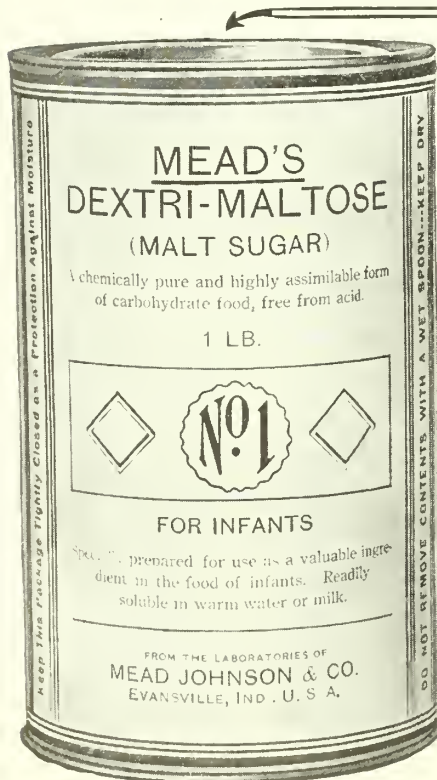 Keep This Package Tightly Closed as a Protection Against Moisture
MEAD'S
DEXTRI-MALTOSE
(MALT SUGAR)
A chemically pure and highly assimilable form
of carbohydrate food, free from acid.
1 LB.
No. 1
FOR INFANTS
prepared for use as a valuable ingre-
dient in the food of infants. Readily
soluble in warm water or milk.
FROM THE LABORATORIES OF
MEAD JOHNSON & CO.
EVANSVILLE, IND. U. S A.
DO NOT REMOVE CONTENTS WITH A WET SPOON---KEEP DRY